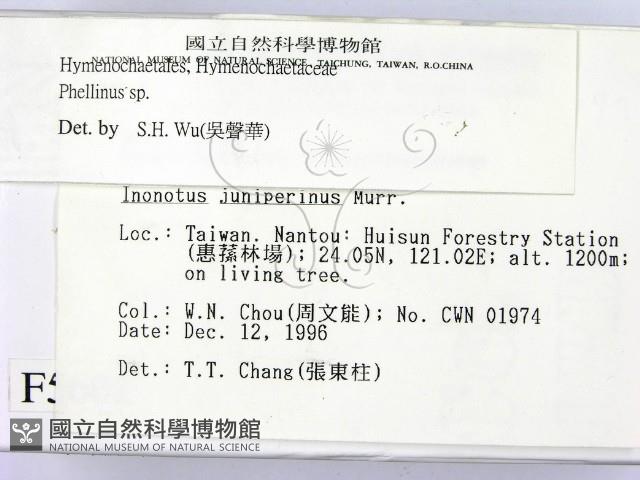 國立自然科學博物館
NATIONAL MUSEUM OF NATURAL SCIENCE, TAICHUNG, TAIWAN, R.O.CHINA
Hymenochaetales, Hymenochaetaceae
Phellinus sp.
Det. by S.H. Wu(吳聲華)
Inonotus juniperinus Murr.
Loc.: Taiwan. Nantou: Huisun Forestry Station
(惠蓀林場); 24.05N, 121.02E; alt. 1200m;
on living tree.
Col.: W.N. Chou(周文能); No. CWN 01974
Date: Dec. 12, 1996
Det.: T.T. Chang(張東柱)
國立自然科學博物館
NATIONAL MUSEUM OF NATURAL SCIENCE